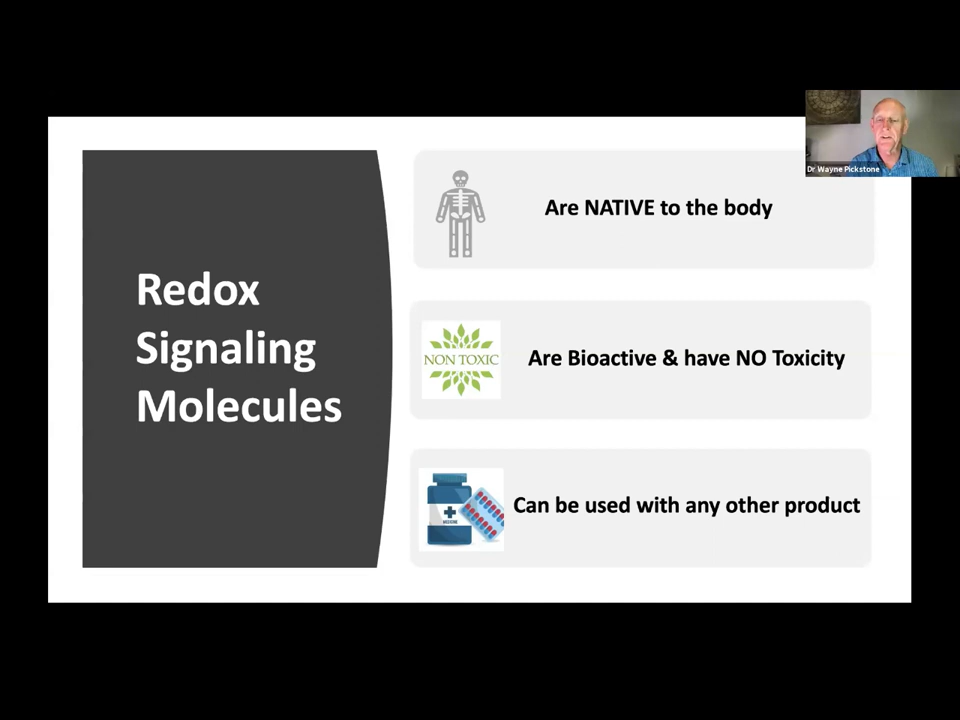 Dr Wayne Pickstone
Redox
Signaling
Molecules
Are NATIVE to the body
NON TOXIC
Are Bioactive & have NO Toxicity
MEDICINE
Can be used with any other product